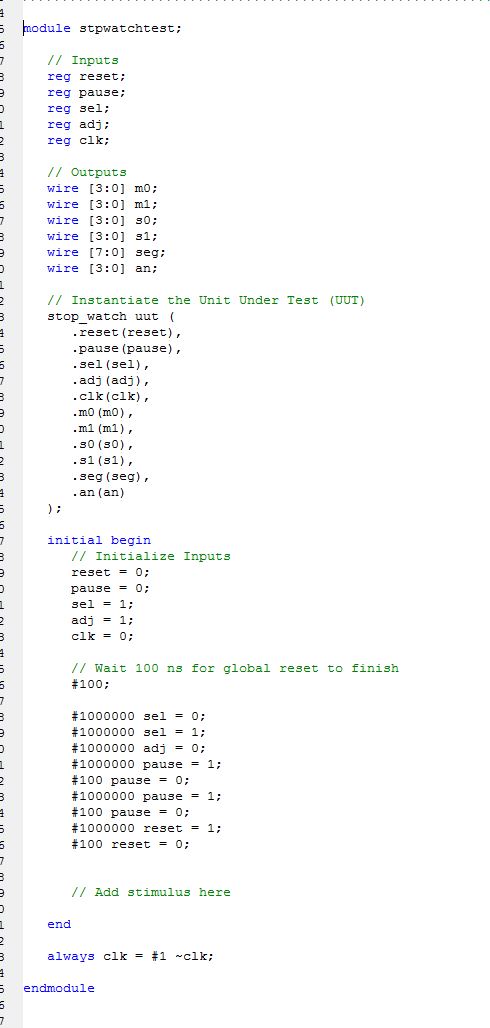 module stpwatchtest;
// Inputs
reg reset;
reg pause;
reg sel;
reg adj;
reg clk;
// Outputs
wire [3:0] m0;
wire [3:0] m1;
wire [3:0] s0;
wire [3:0] s1;
wire [7:0] seg;
wire [3:0] an;
// Instantiate the Unit Under Test (UUT)
stop_watch uut (
.reset(reset),
.pause(pause),
.sel(sel),
.adj(adj),
.clk(clk),
.m0(m0),
.m1(m1),
.s0(s0),
.s1(s1),
.seg(seg),
.an(an)
);
initial begin
// Initialize Inputs
reset = 0;
pause = 0;
sel = 1;
adj = 1;
clk = 0;
// Wait 100 ns for global reset to finish
#100;
#1000000 sel = 0;
#1000000 sel = 1;
#1000000 adj = 0;
#1000000 pause = 1;
#100 pause = 0;
#1000000 pause = 1;
#100 pause = 0;
#1000000 reset = 1;
#100 reset = 0;
// Add stimulus here
end
always clk = #1 ~clk;
endmodule